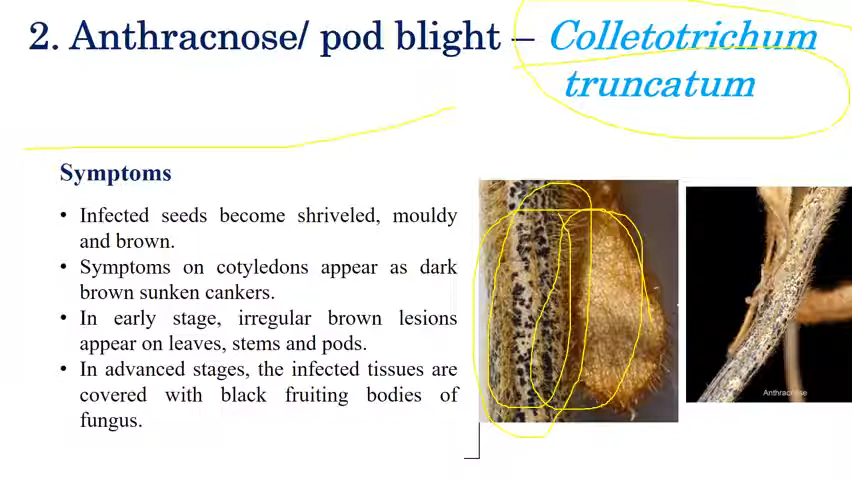 2. Anthracnose/ pod blight – Colletotrichum
truncatum
Symptoms
• Infected seeds become shriveled, mouldy
and brown.
• Symptoms on cotyledons appear as dark
brown sunken cankers.
• In early stage, irregular brown lesions
appear on leaves, stems and pods.
• In advanced stages, the infected tissues are
covered with black fruiting bodies of
fungus.
Anthracnose